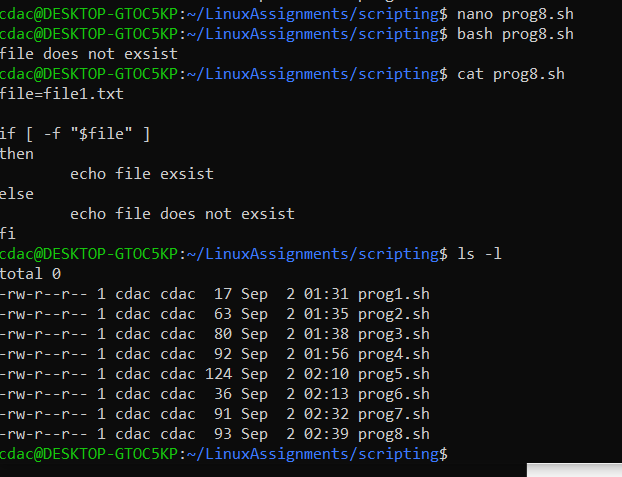 cdac@DESKTOP-GTOC5KP:~/LinuxAssignments/scripting$ nano prog8.sh
cdac@DESKTOP-GTOC5KP:~/LinuxAssignments/scripting$ bash prog8.sh
file does not exsist
cdac@DESKTOP-GTOC5KP:~/LinuxAssignments/scripting$ cat prog8.sh
file=file1.txt

if [ -f "$file" ]
then
        echo file exsist
else
        echo file does not exsist
fi
cdac@DESKTOP-GTOC5KP:~/LinuxAssignments/scripting$ ls -l
total 0
-rw-r--r-- 1 cdac cdac  17 Sep  2 01:31 prog1.sh
-rw-r--r-- 1 cdac cdac  63 Sep  2 01:35 prog2.sh
-rw-r--r-- 1 cdac cdac  80 Sep  2 01:38 prog3.sh
-rw-r--r-- 1 cdac cdac  92 Sep  2 01:56 prog4.sh
-rw-r--r-- 1 cdac cdac 124 Sep  2 02:10 prog5.sh
-rw-r--r-- 1 cdac cdac  36 Sep  2 02:13 prog6.sh
-rw-r--r-- 1 cdac cdac  91 Sep  2 02:32 prog7.sh
-rw-r--r-- 1 cdac cdac  93 Sep  2 02:39 prog8.sh
cdac@DESKTOP-GTOC5KP:~/LinuxAssignments/scripting$